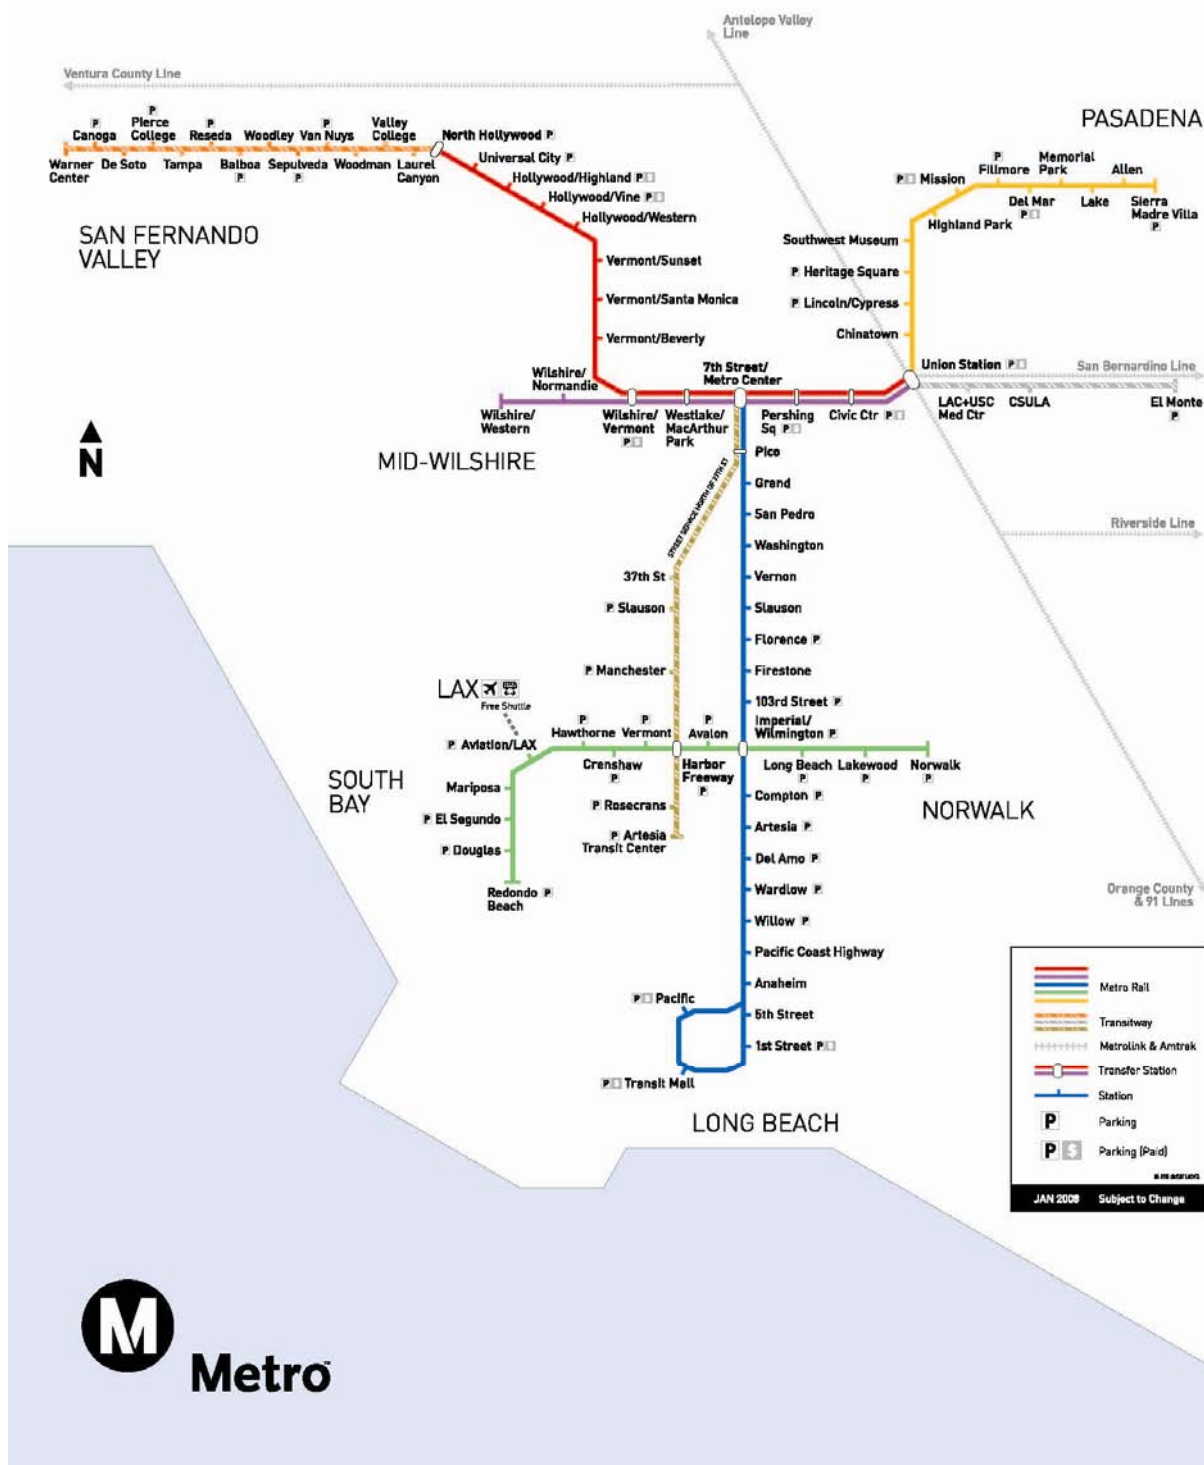 Antelope Valley
Line
Ventura County Line
PASADENA
Canoga
Pierce
College
Reseda
Woodley
Van Nuys
Valley
College
North Hollywood P
Warner
Center
De Soto
Tampa
Balboa
Sepulveda
Woodman
Laurel
Canyon
Universal City P
Hollywood/Highland P $
Hollywood/Vine P $
Hollywood/Western
SAN FERNANDO
VALLEY
Vermont/Sunset
Vermont/Santa Monica
Vermont/Beverly
P $ Mission
Fillmore
Memorial
Park
Allen
Highland Park
Del Mar
P $
Lake
Sierra
Madre Villa
P
Southwest Museum
P Heritage Square
P Lincoln/Cypress
Chinatown
Union Station P $
San Bernardino Line
LAC+USC
Med Ctr
CSULA
El Monte
P
Wilshire/
Normandie
7th Street/
Metro Center
Wilshire/
Western
Wilshire/
Vermont
P $
Westlake/
MacArthur
Park
Pershing
Sq P $
Civic Ctr P $
N
MID-WILSHIRE
Pico
Grand
San Pedro
Washington
Vernon
Slauson
Florence P
Firestone
103rd Street P
Imperial/
Wilmington P
STREET SERVICE NORTH OF 37TH ST
Riverside Line
37th St
P Slauson
P Manchester
LAX
Free Shuttle
P Aviation/LAX
P
Hawthorne
P
Vermont
P
Avalon
Crenshaw
P
Harbor
Freeway
P
Long Beach
P
Lakewood
P
Norwalk
P
SOUTH
BAY
Mariposa
P El Segundo
P Douglas
Redondo P
Beach
P Rosecrans
P Artesia
Transit Center
NORWALK
Compton P
Artesia P
Del Amo P
Wardlow P
Willow P
Pacific Coast Highway
Anaheim
5th Street
1st Street P $
P $ Pacific
P $ Transit Mall
LONG BEACH
Orange County
& 91 Lines
Metro Rail
Transitway
Metrolink & Amtrak
Transfer Station
Station
P Parking
P $ Parking (Paid)
JAN 2008 Subject to Change
M
Metro